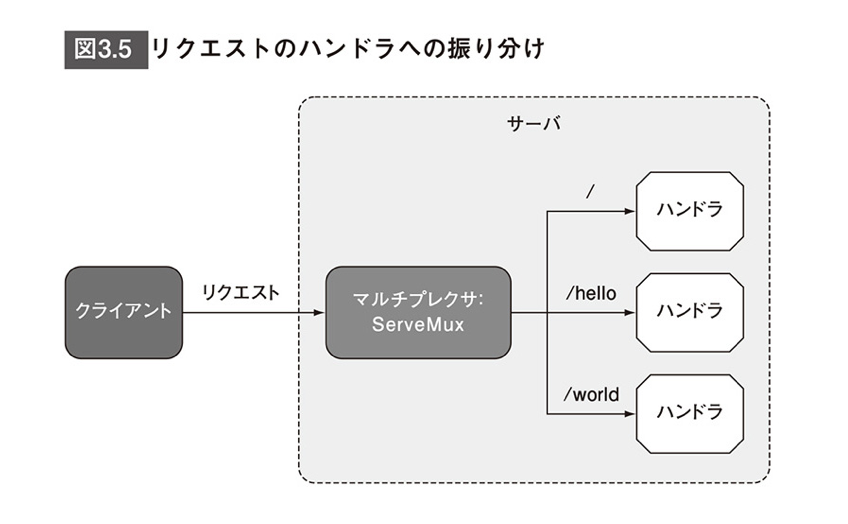 図3.5 リクエストのハンドラへの振り分け
サーバ
/
ハンドラ
クライアント
リクエスト
マルチプレクサ:
ServeMux
/hello
ハンドラ
/world
ハンドラ